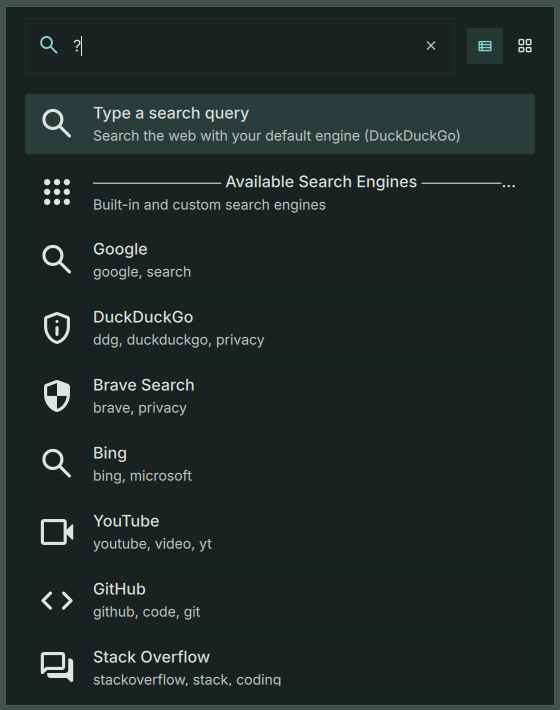 ?
Type a search query
Search the web with your default engine (DuckDuckGo)
———————— Available Search Engines —————...
Built-in and custom search engines
Google
google, search
DuckDuckGo
ddg, duckduckgo, privacy
Brave Search
brave, privacy
Bing
bing, microsoft
YouTube
youtube, video, yt
GitHub
github, code, git
Stack Overflow
stackoverflow, stack, coding